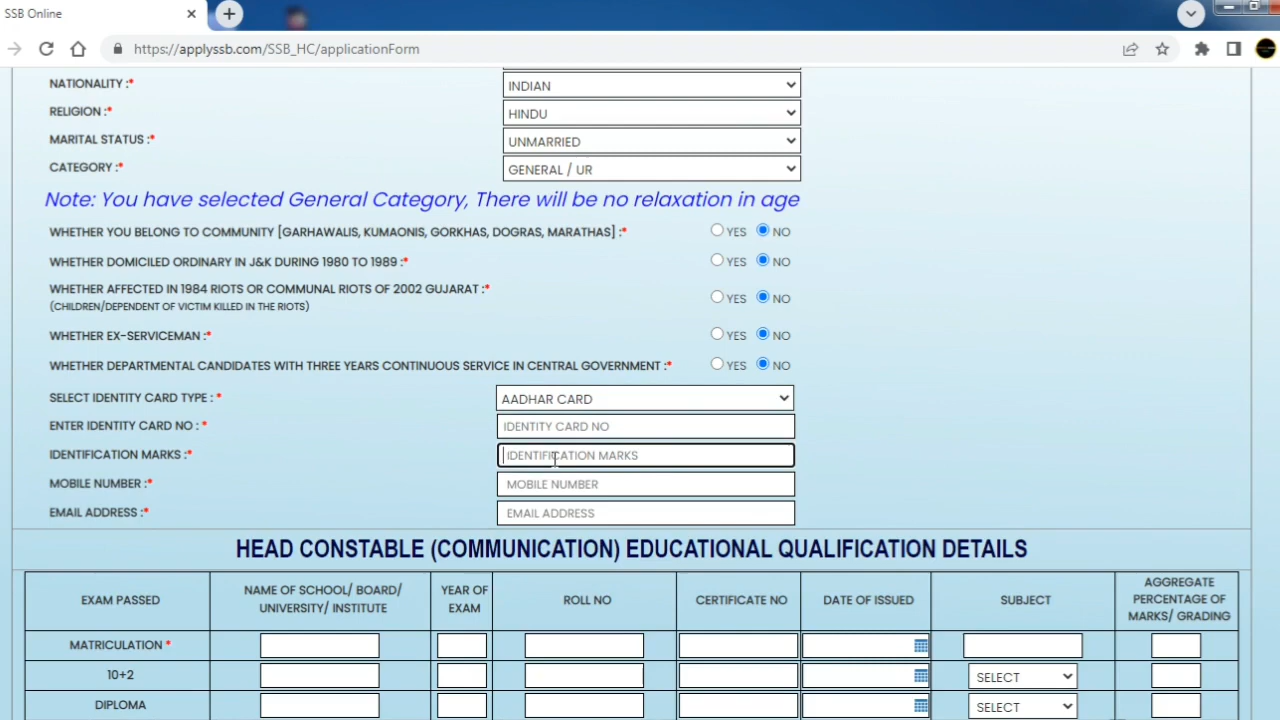 SSB Online
https://applyssb.com/SSB_HC/applicationForm
NATIONALITY :* INDIAN
RELIGION :* HINDU
MARITAL STATUS :* UNMARRIED
CATEGORY :* GENERAL / UR
Note: You have selected General Category, There will be no relaxation in age
WHETHER YOU BELONG TO COMMUNITY [GARHAWALIS, KUMAONIS, GORKHAS, DOGRAS, MARATHAS] :* YES NO
WHETHER DOMICILED ORDINARY IN J&K DURING 1980 TO 1989 :* YES NO
WHETHER AFFECTED IN 1984 RIOTS OR COMMUNAL RIOTS OF 2002 GUJARAT :* YES NO
(CHILDREN/DEPENDENT OF VICTIM KILLED IN THE RIOTS)
WHETHER EX-SERVICEMAN :* YES NO
WHETHER DEPARTMENTAL CANDIDATES WITH THREE YEARS CONTINUOUS SERVICE IN CENTRAL GOVERNMENT :* YES NO
SELECT IDENTITY CARD TYPE : * AADHAR CARD
ENTER IDENTITY CARD NO : * IDENTITY CARD NO
IDENTIFICATION MARKS :* IDENTIFICATION MARKS
MOBILE NUMBER :* MOBILE NUMBER
EMAIL ADDRESS :* EMAIL ADDRESS
HEAD CONSTABLE (COMMUNICATION) EDUCATIONAL QUALIFICATION DETAILS
EXAM PASSED
NAME OF SCHOOL/ BOARD/
UNIVERSITY/ INSTITUTE
YEAR OF
EXAM
ROLL NO
CERTIFICATE NO
DATE OF ISSUED
SUBJECT
AGGREGATE
PERCENTAGE OF
MARKS/ GRADING
MATRICULATION *
10+2 SELECT
DIPLOMA SELECT